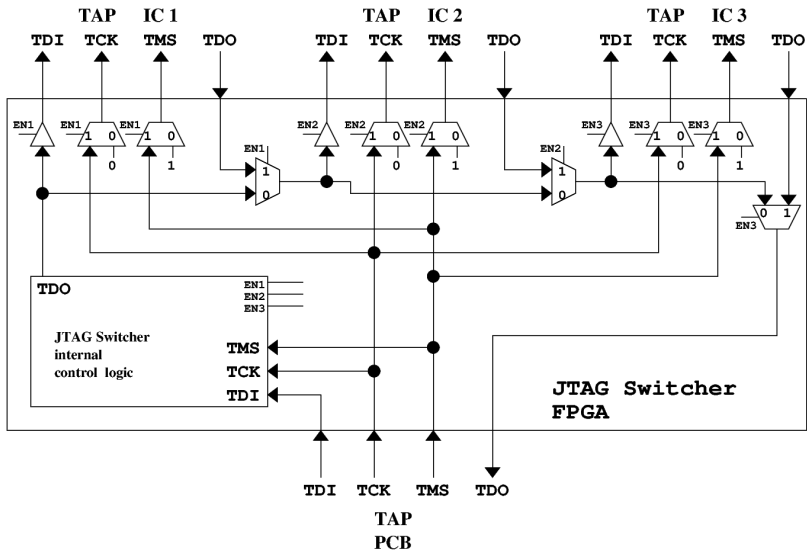 TAP IC 1 TAP IC 2 TAP IC 3
TDI TCK TMS TDO TDI TCK TMS TDO TDI TCK TMS TDO
EN1 EN1 1 0 EN1 1 0 EN2 EN2 1 0 EN2 1 0 EN3 EN3 1 0 EN3 1 0
EN1 EN2
0 1 1 0 1 1 0 1
0 0
0 1
EN3
TDO
EN1
EN2
EN3
JTAG Switcher
internal
control logic
TMS
TCK
TDI
JTAG Switcher
FPGA
TDI TCK TMS TDO
TAP
PCB